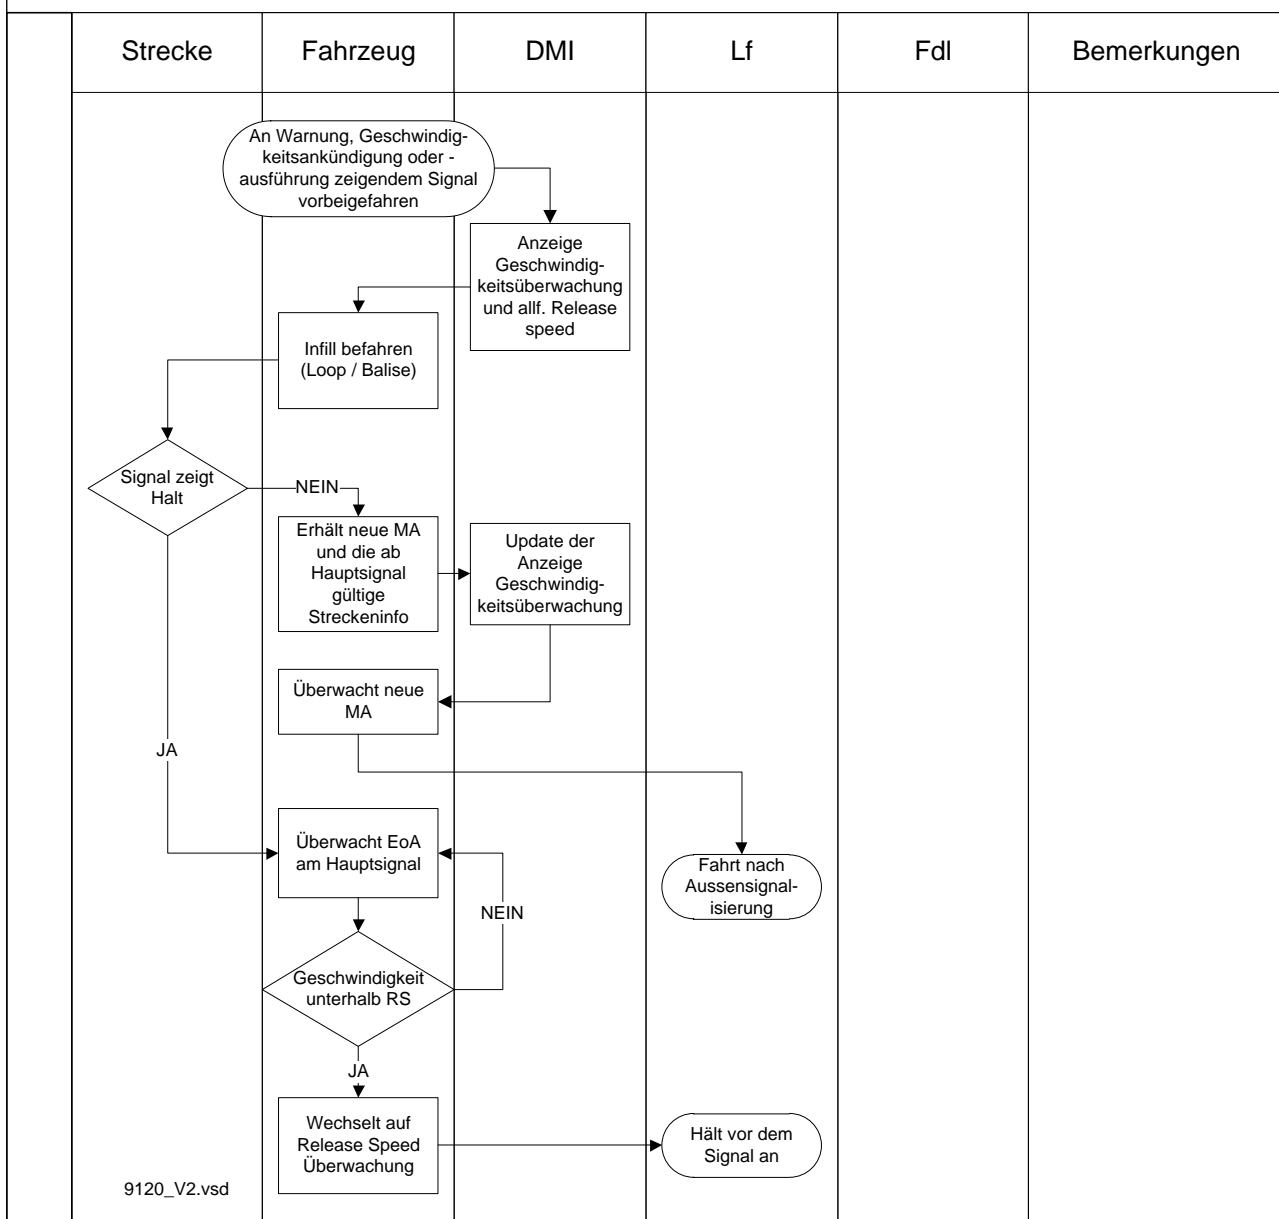 Strecke
Fahrzeug
DMI
Lf
Fdl
Bemerkungen
An Warnung, Geschwindig-
keitsankündigung oder -
ausführung zeigendem Signal
vorbeigefahren
Anzeige
Geschwindig-
keitsüberwachung
und allf. Release
speed
Infill befahren
(Loop / Balise)
Signal zeigt
Halt
NEIN
Erhält neue MA
und die ab
Hauptsignal
gültige
Streckeninfo
Update der
Anzeige
Geschwindig-
keitsüberwachung
Überwacht neue
MA
JA
Überwacht EoA
am Hauptsignal
Fahrt nach
Aussensignal-
isierung
NEIN
Geschwindigkeit
unterhalb RS
JA
Wechselt auf
Release Speed
Überwachung
Hält vor dem
Signal an
9120_V2.vsd